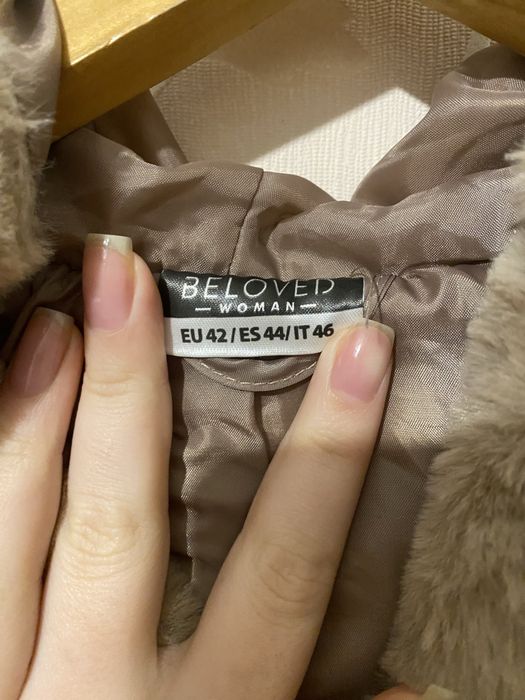 BELOVED
— WOMAN —
EU 42 / ES 44/ IT 46